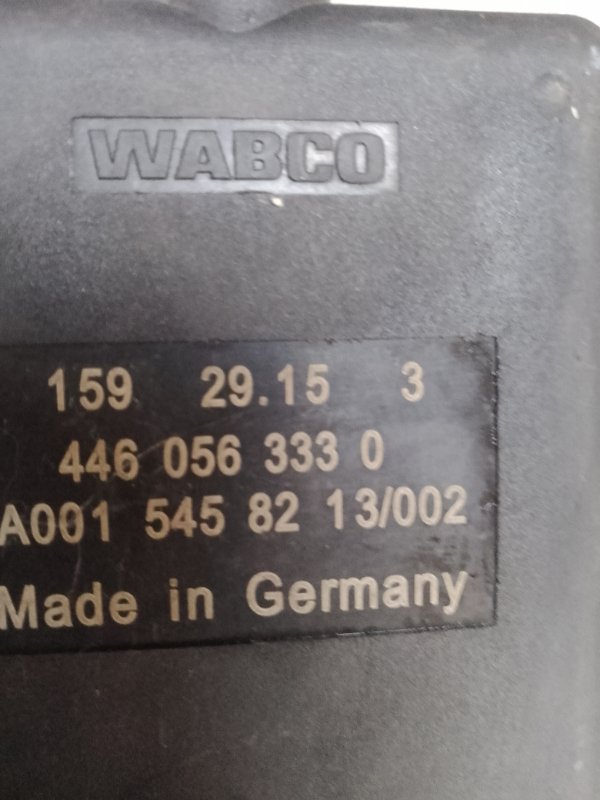 WABCO
159 29.15 3
446 056 333 0
A001 545 82 13/002
Made in Germany